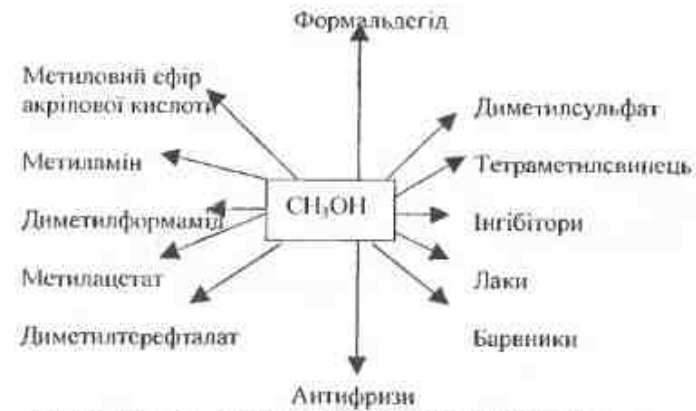 Формальдегід
Метиловий ефір
акрілової кислоти
Диметилсульфат
Метиламін
Тетраметилсвинець
CH₃OH
Диметилформамід
Інгібітори
Метилацетат
Лаки
Диметилтерефталат
Барвники
Антифризи